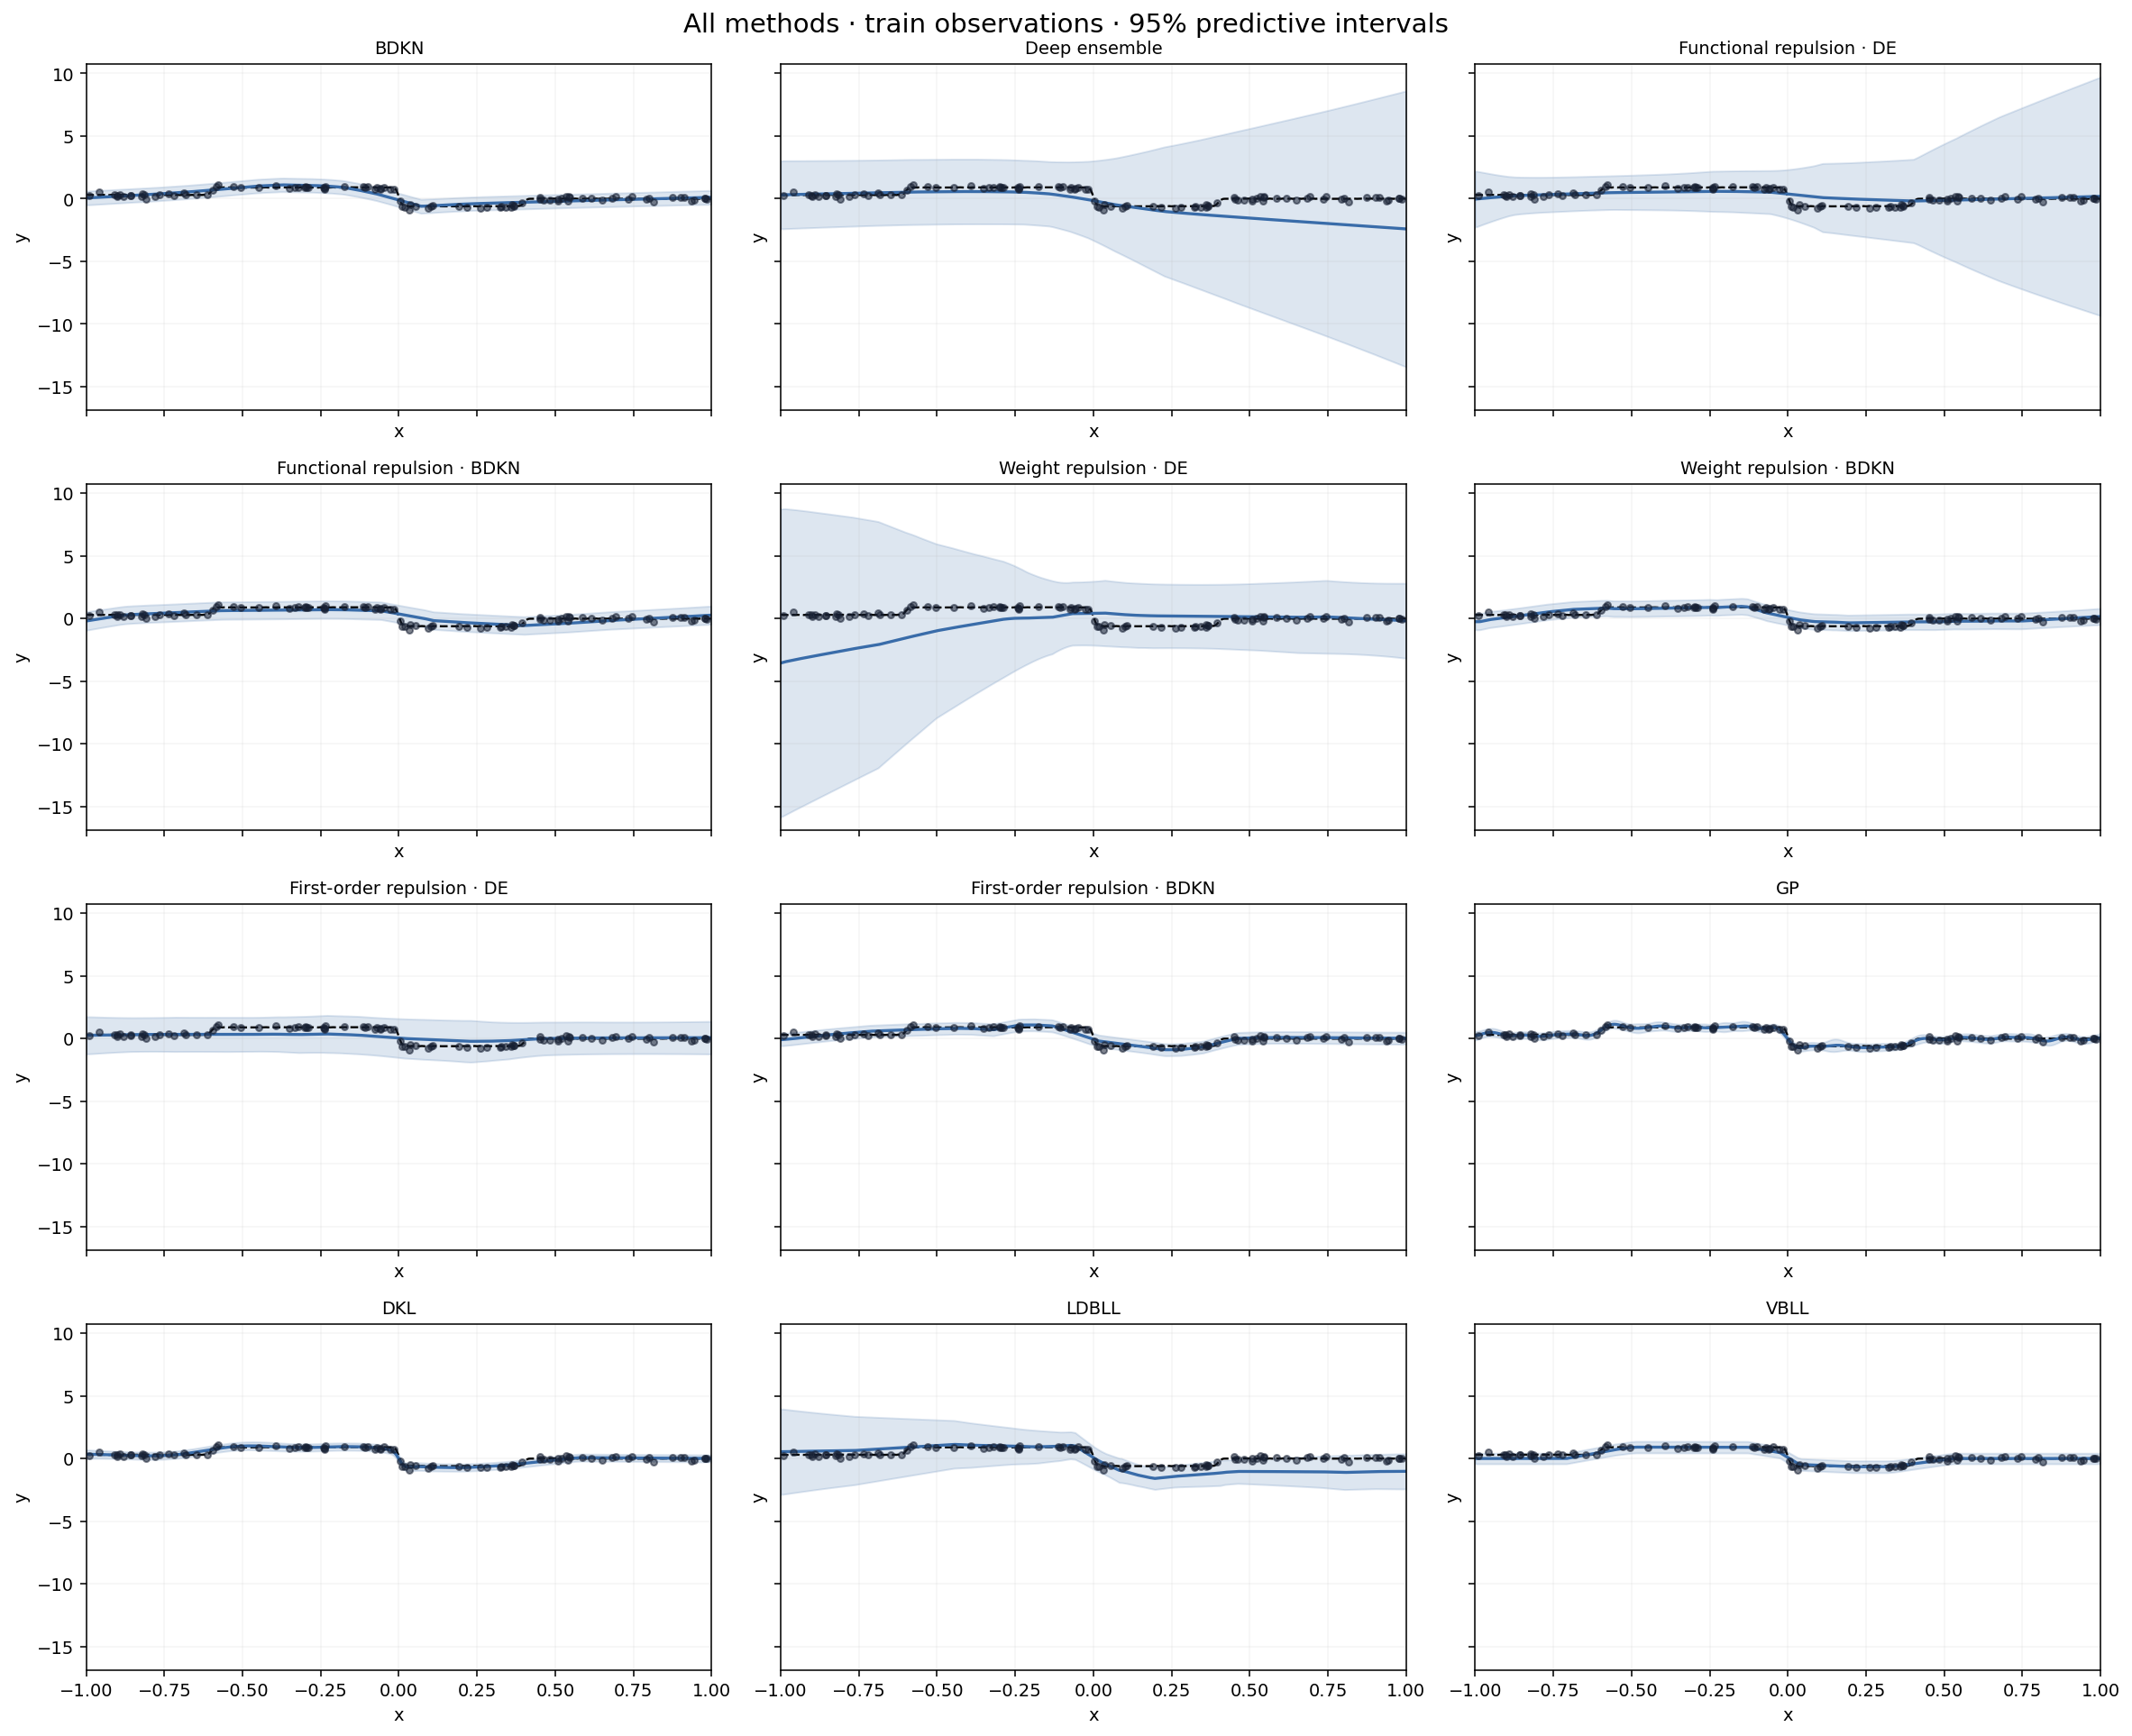 All methods · train observations · 95% predictive intervals
BDKN
Deep ensemble
Functional repulsion · DE
10
5
0
−5
−10
−15
y
y
y
x
x
x
Functional repulsion · BDKN
Weight repulsion · DE
Weight repulsion · BDKN
10
5
0
−5
−10
−15
y
y
y
x
x
x
First-order repulsion · DE
First-order repulsion · BDKN
GP
10
5
0
−5
−10
−15
y
y
y
x
x
x
DKL
LDBLL
VBLL
10
5
0
−5
−10
−15
y
y
y
−1.00 −0.75 −0.50 −0.25 0.00 0.25 0.50 0.75 1.00
−1.00 −0.75 −0.50 −0.25 0.00 0.25 0.50 0.75 1.00
−1.00 −0.75 −0.50 −0.25 0.00 0.25 0.50 0.75 1.00
x
x
x